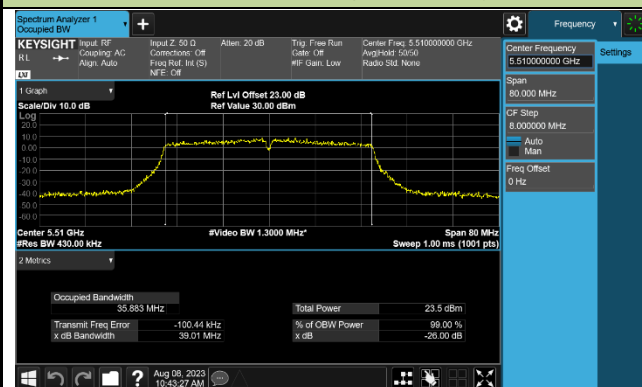 Spectrum Analyzer 1
Occupied BW
Frequency
KEYSIGHT
Input: RF
Coupling: AC
Align: Auto
Input Z: 50 Ω
Corrections: Off
Freq Ref: Int (S)
NFE: Off
Atten: 20 dB
Trig: Free Run
Gate: Off
#IF Gain: Low
Center Freq: 5.510000000 GHz
Avg|Hold: 50/50
Radio Std: None
R L
LXI
Center Frequency
5.510000000 GHz
Settings
Span
80.000 MHz
CF Step
8.000000 MHz
Auto
Man
Freq Offset
0 Hz
1 Graph
Scale/Div 10.0 dB
Ref Lvl Offset 23.00 dB
Ref Value 30.00 dBm
Log
20.0
10.0
0.00
-10.0
-20.0
-30.0
-40.0
-50.0
-60.0
Center 5.51 GHz
#Res BW 430.00 kHz
#Video BW 1.3000 MHz*
Span 80 MHz
Sweep 1.00 ms (1001 pts)
2 Metrics
Occupied Bandwidth
35.883 MHz
Total Power 23.5 dBm
Transmit Freq Error -100.44 kHz
% of OBW Power 99.00 %
x dB Bandwidth 39.01 MHz
x dB -26.00 dB
Aug 08, 2023
10:43:27 AM